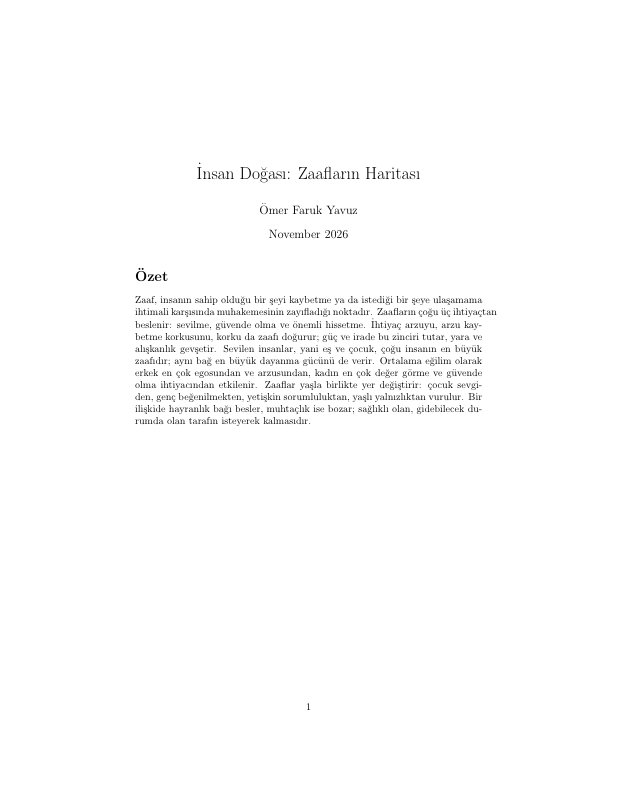 İnsan Doğası: Zaafların Haritası
Ömer Faruk Yavuz
November 2026
Özet
Zaaf, insanın sahip olduğu bir şeyi kaybetme ya da istediği bir şeye ulaşamama
ihtimali karşısında muhakemesinin zayıfladığı noktadır. Zaafların çoğu üç ihtiyaçtan
beslenir: sevilme, güvende olma ve önemli hissetme. İhtiyaç arzuyu, arzu kay-
betme korkusunu, korku da zaafı doğurur; güç ve irade bu zinciri tutar, yara ve
alışkanlık gevşetir. Sevilen insanlar, yani eş ve çocuk, çoğu insanın en büyük
zaafıdır; aynı bağ en büyük dayanma gücünü de verir. Ortalama eğilim olarak
erkek en çok egosundan ve arzusundan, kadın en çok değer görme ve güvende
olma ihtiyacından etkilenir. Zaaflar yaşla birlikte yer değiştirir: çocuk sevgi-
den, genç beğenilmekten, yetişkin sorumluluktan, yaşlı yalnızlıktan vurulur. Bir
ilişkide hayranlık bağı besler, muhtaçlık ise bozar; sağlıklı olan, gidebilecek du-
rumda olan tarafın isteyerek kalmasıdır.
1